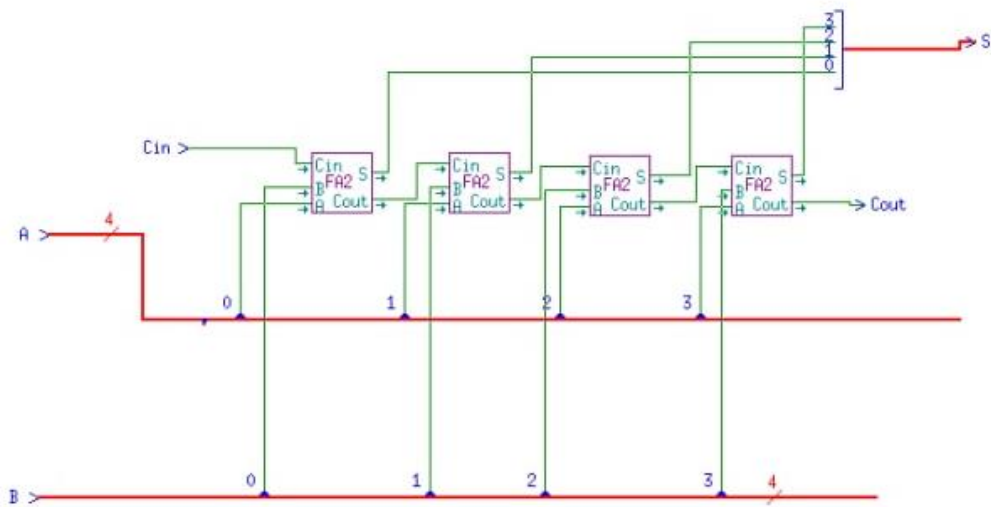 3
2
1
0
S
Cin
Cin S
B FA2
A Cout
Cin S
B FA2
A Cout
Cin S
B FA2
A Cout
Cin S
B FA2
A Cout
Cout
A 4
0 1 2 3
0 1 2 3 4
B